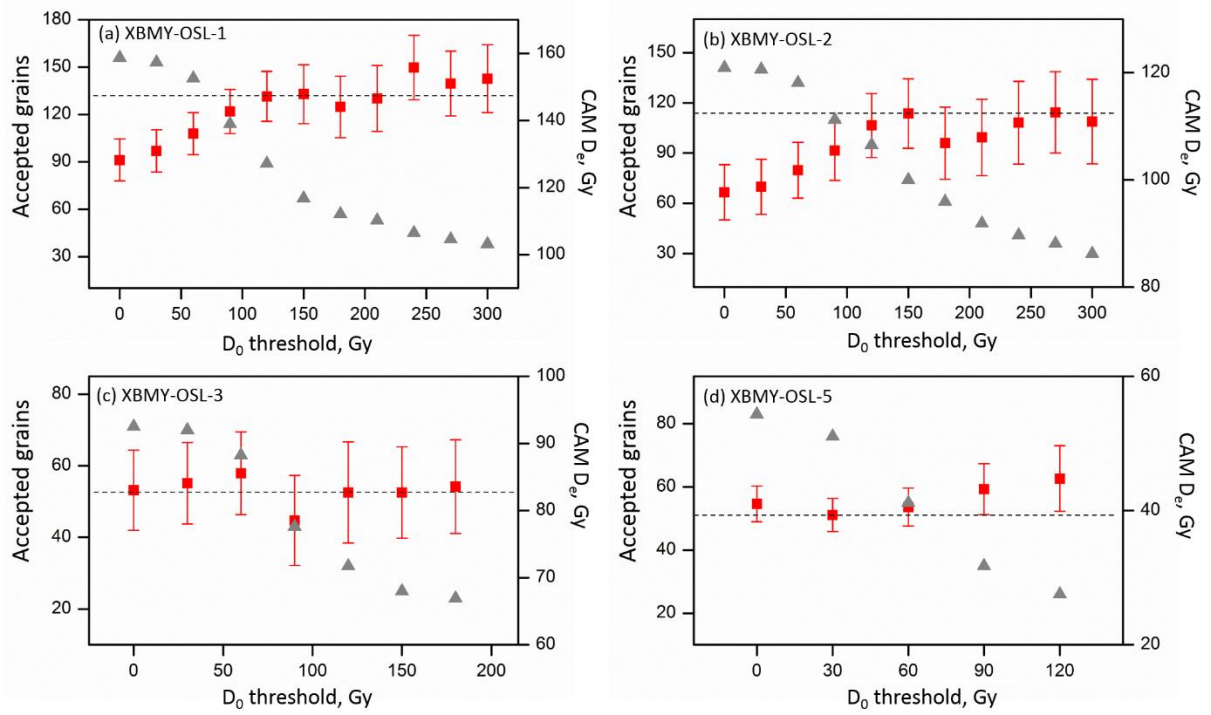 (a) XBMY-OSL-1
180
150
120
90
60
30
160
140
120
100
0 50 100 150 200 250 300
Accepted grains
CAM De, Gy
D0 threshold, Gy
(b) XBMY-OSL-2
150
120
90
60
30
120
100
80
0 50 100 150 200 250 300
Accepted grains
CAM De, Gy
D0 threshold, Gy
(c) XBMY-OSL-3
80
60
40
20
100
90
80
70
60
0 50 100 150 200
Accepted grains
CAM De, Gy
D0 threshold, Gy
(d) XBMY-OSL-5
80
60
40
20
60
40
20
0 30 60 90 120
Accepted grains
CAM De, Gy
D0 threshold, Gy